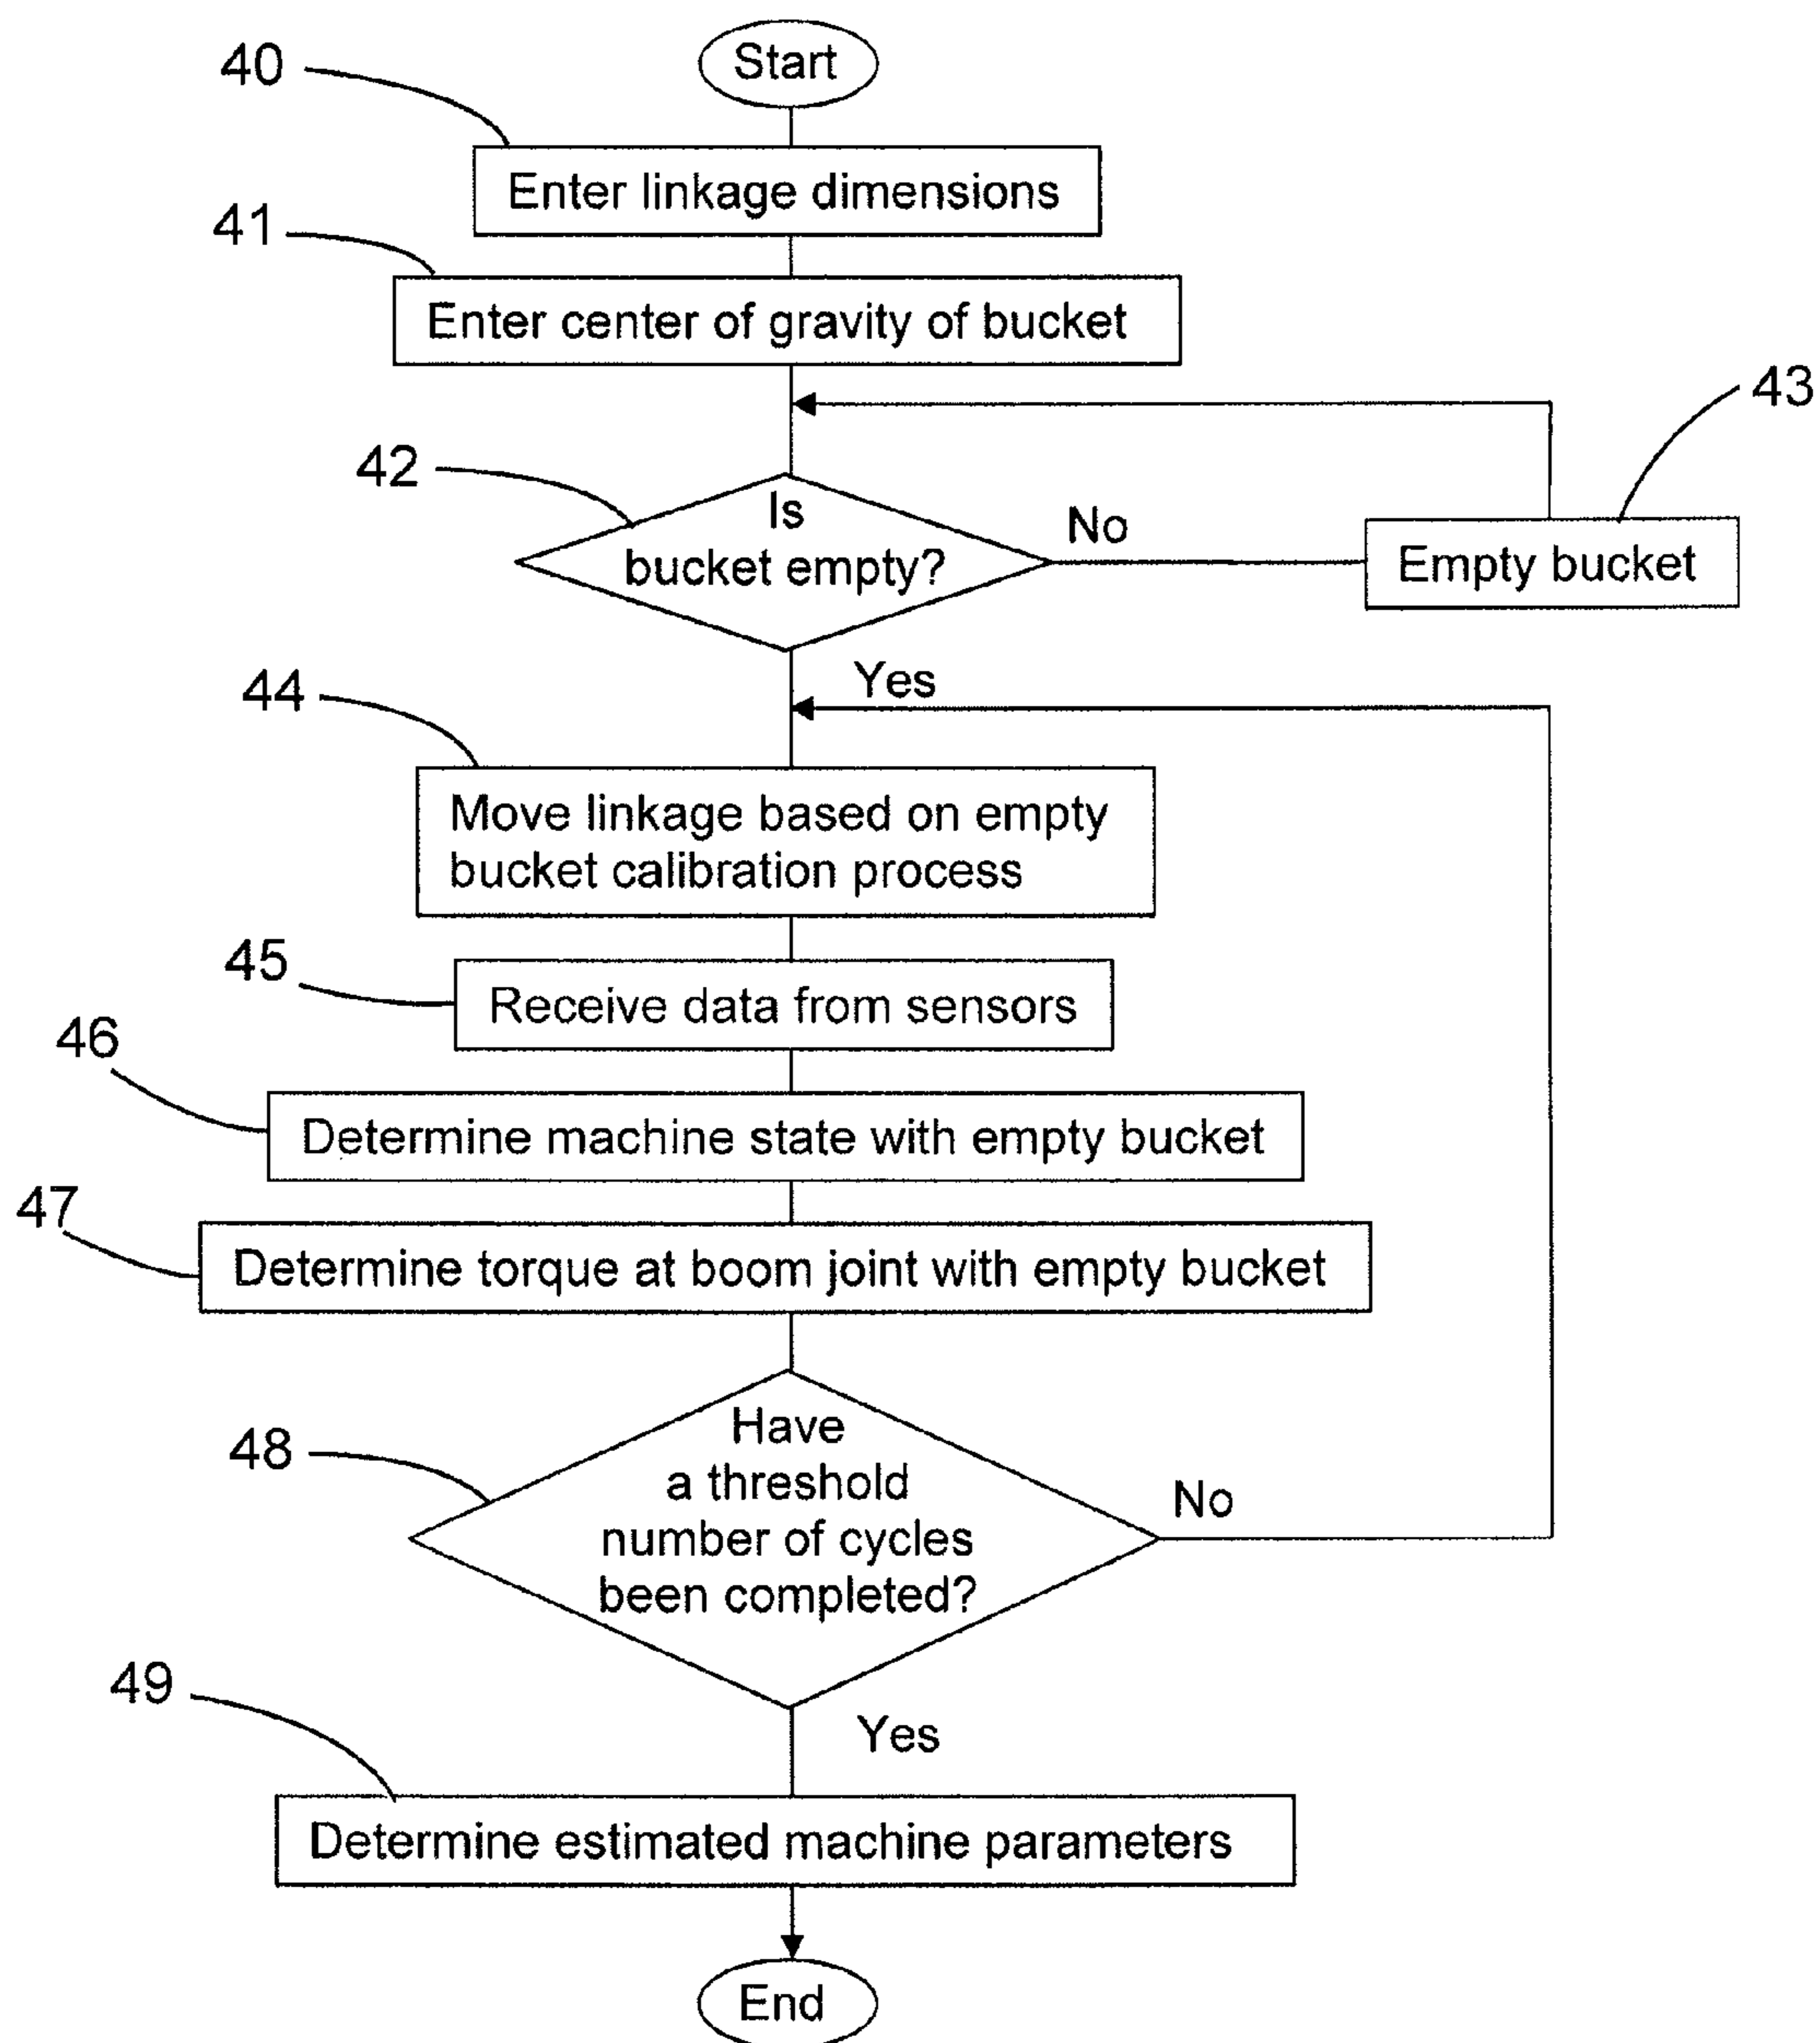 Start
40
Enter linkage dimensions
41
Enter center of gravity of bucket
43
42
Is
bucket empty?
No
Empty bucket
Yes
44
Move linkage based on empty
bucket calibration process
45
Receive data from sensors
46
Determine machine state with empty bucket
47
Determine torque at boom joint with empty bucket
48
Have
a threshold
number of cycles
been completed?
No
49
Yes
Determine estimated machine parameters
End